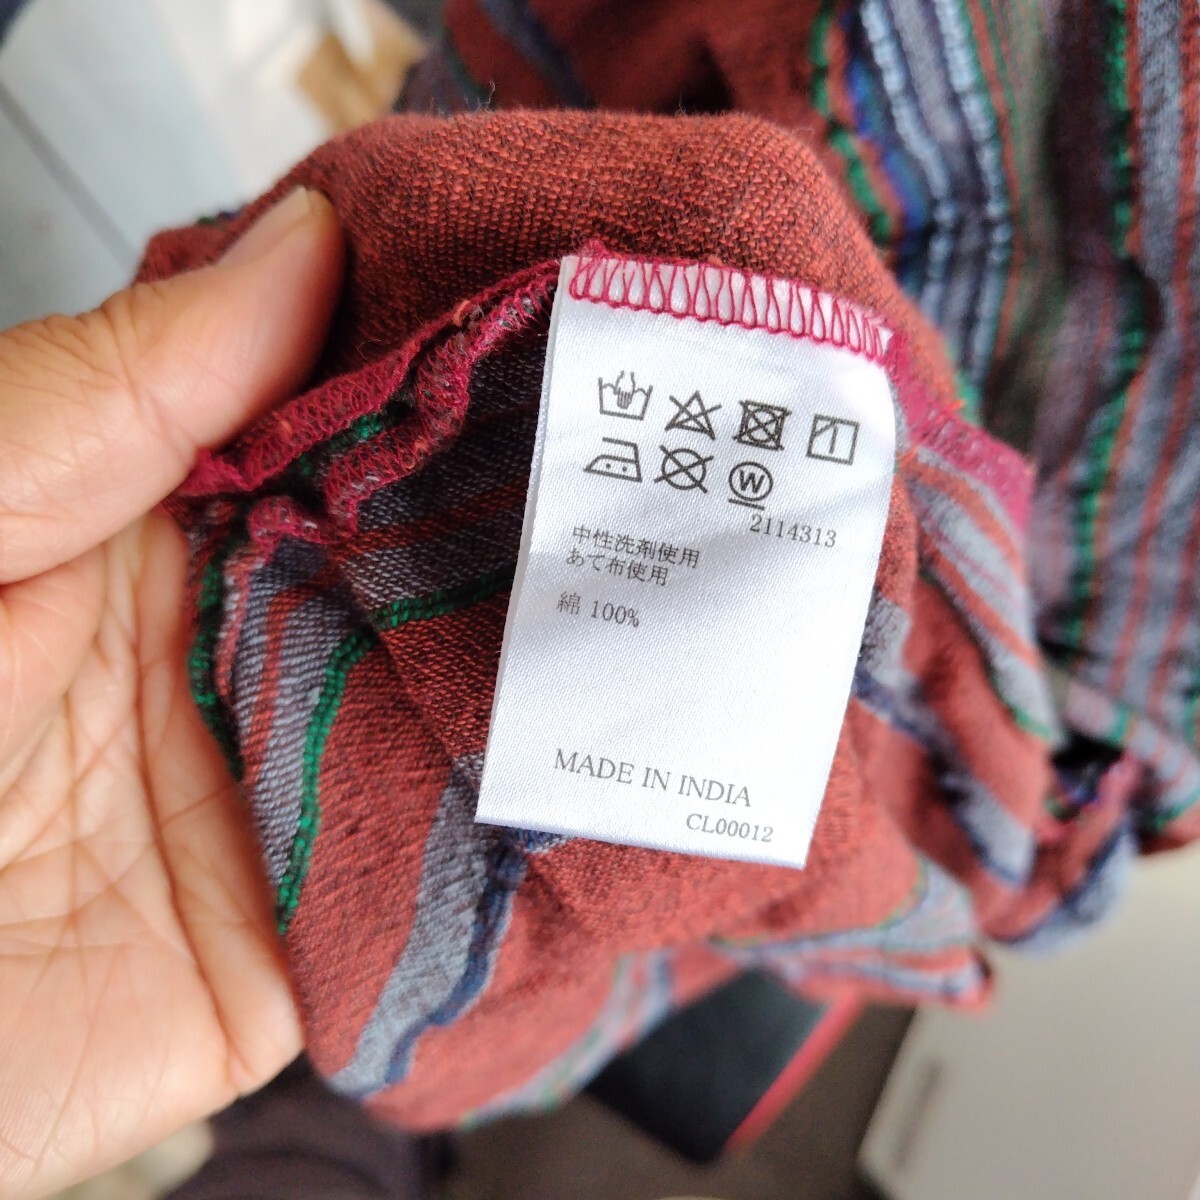 W
2114313
中性洗剤使用
あて布使用
綿 100%
MADE IN INDIA
CL00012